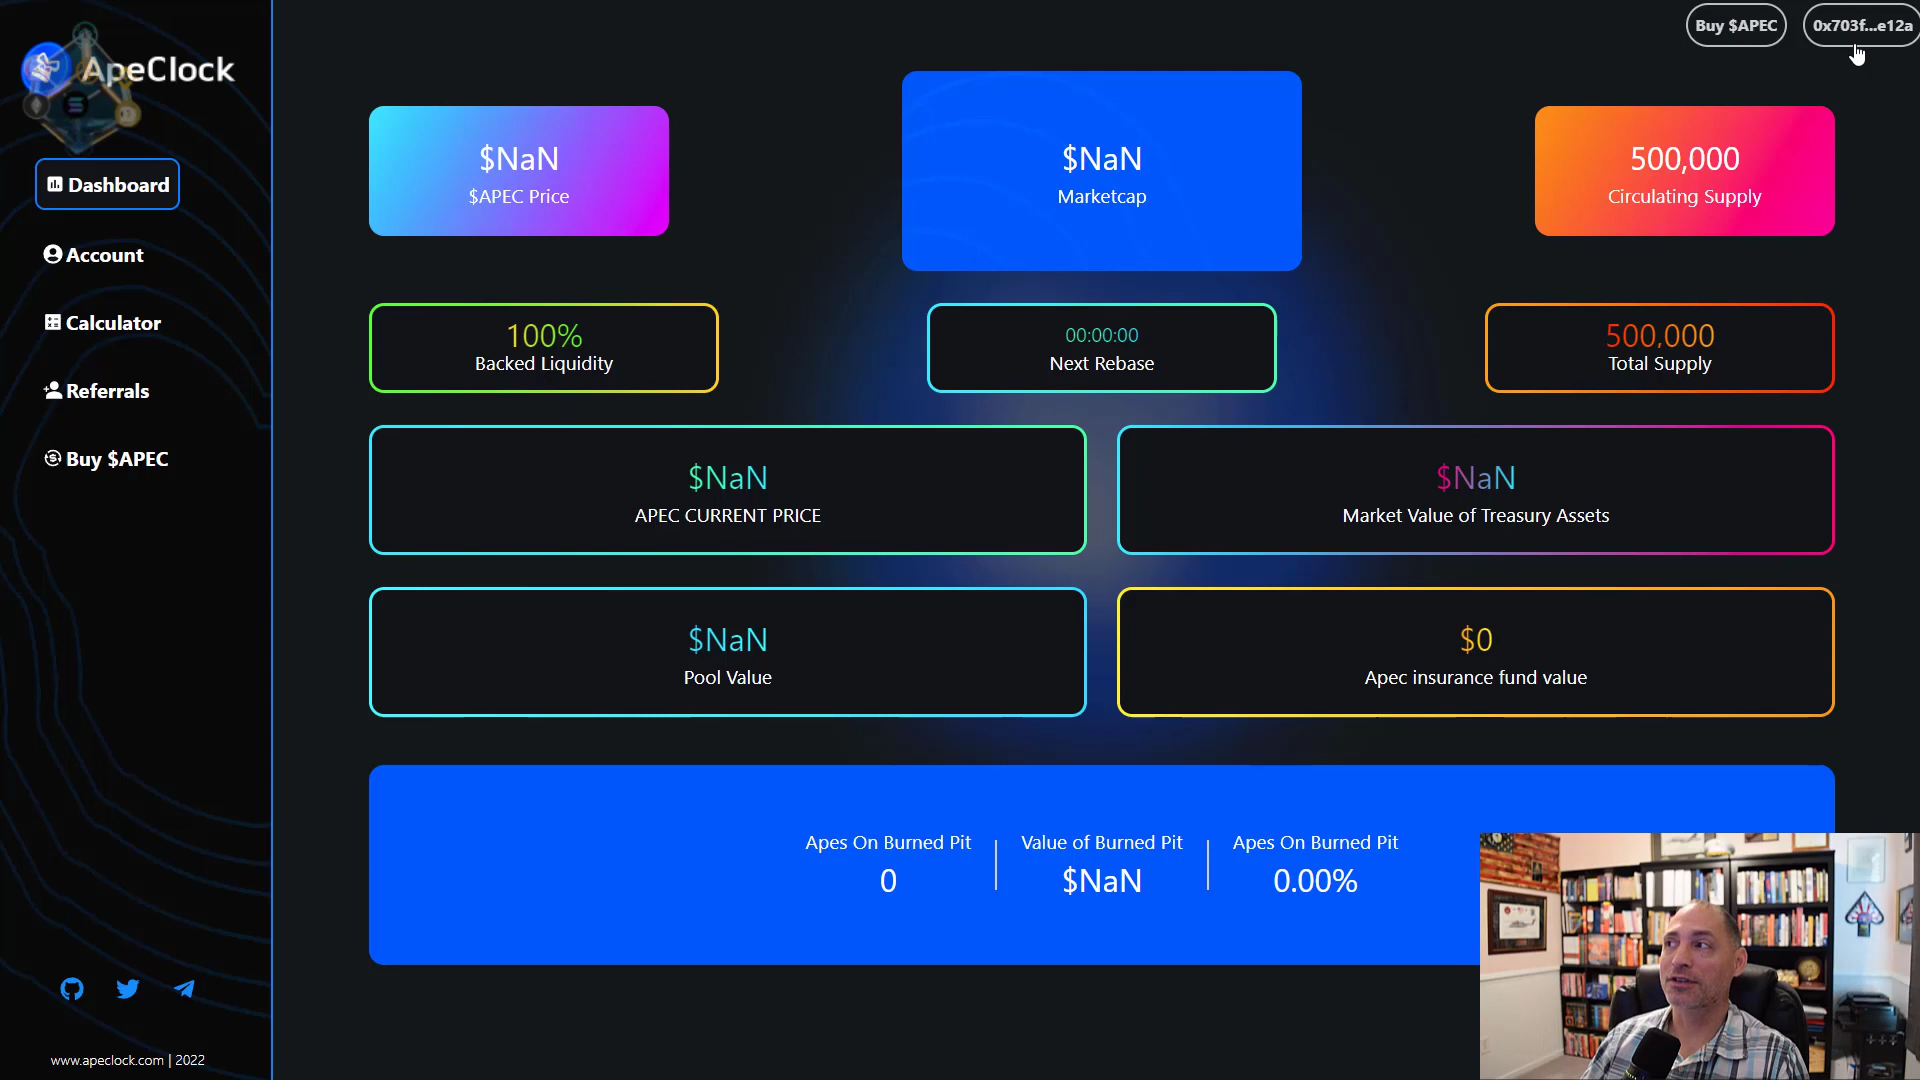 Buy $APEC
0x703f...e12a
ApeClock
Dashboard
Account
Calculator
Referrals
Buy $APEC
$NaN
$APEC Price
$NaN
Marketcap
500,000
Circulating Supply
100%
Backed Liquidity
00:00:00
Next Rebase
500,000
Total Supply
$NaN
APEC CURRENT PRICE
$NaN
Market Value of Treasury Assets
$NaN
Pool Value
$0
Apec insurance fund value
Apes On Burned Pit
0
Value of Burned Pit
$NaN
Apes On Burned Pit
0.00%
www.apeclock.com | 2022